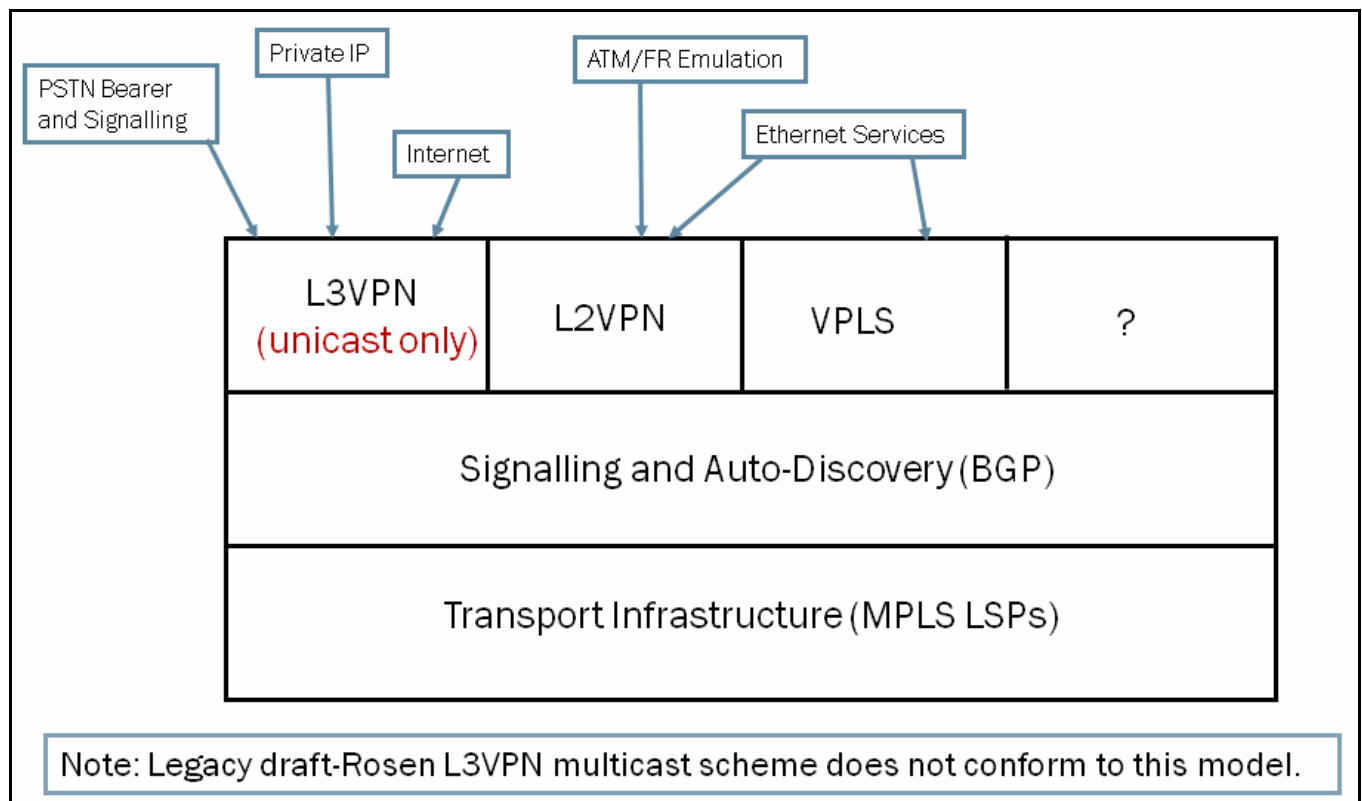 Private IP
ATM/FR Emulation
PSTN Bearer
and Signalling
Ethernet Services
Internet
L3VPN
(unicast only)
L2VPN
VPLS
?
Signalling and Auto-Discovery (BGP)
Transport Infrastructure (MPLS LSPs)
Note: Legacy draft-Rosen L3VPN multicast scheme does not conform to this model.